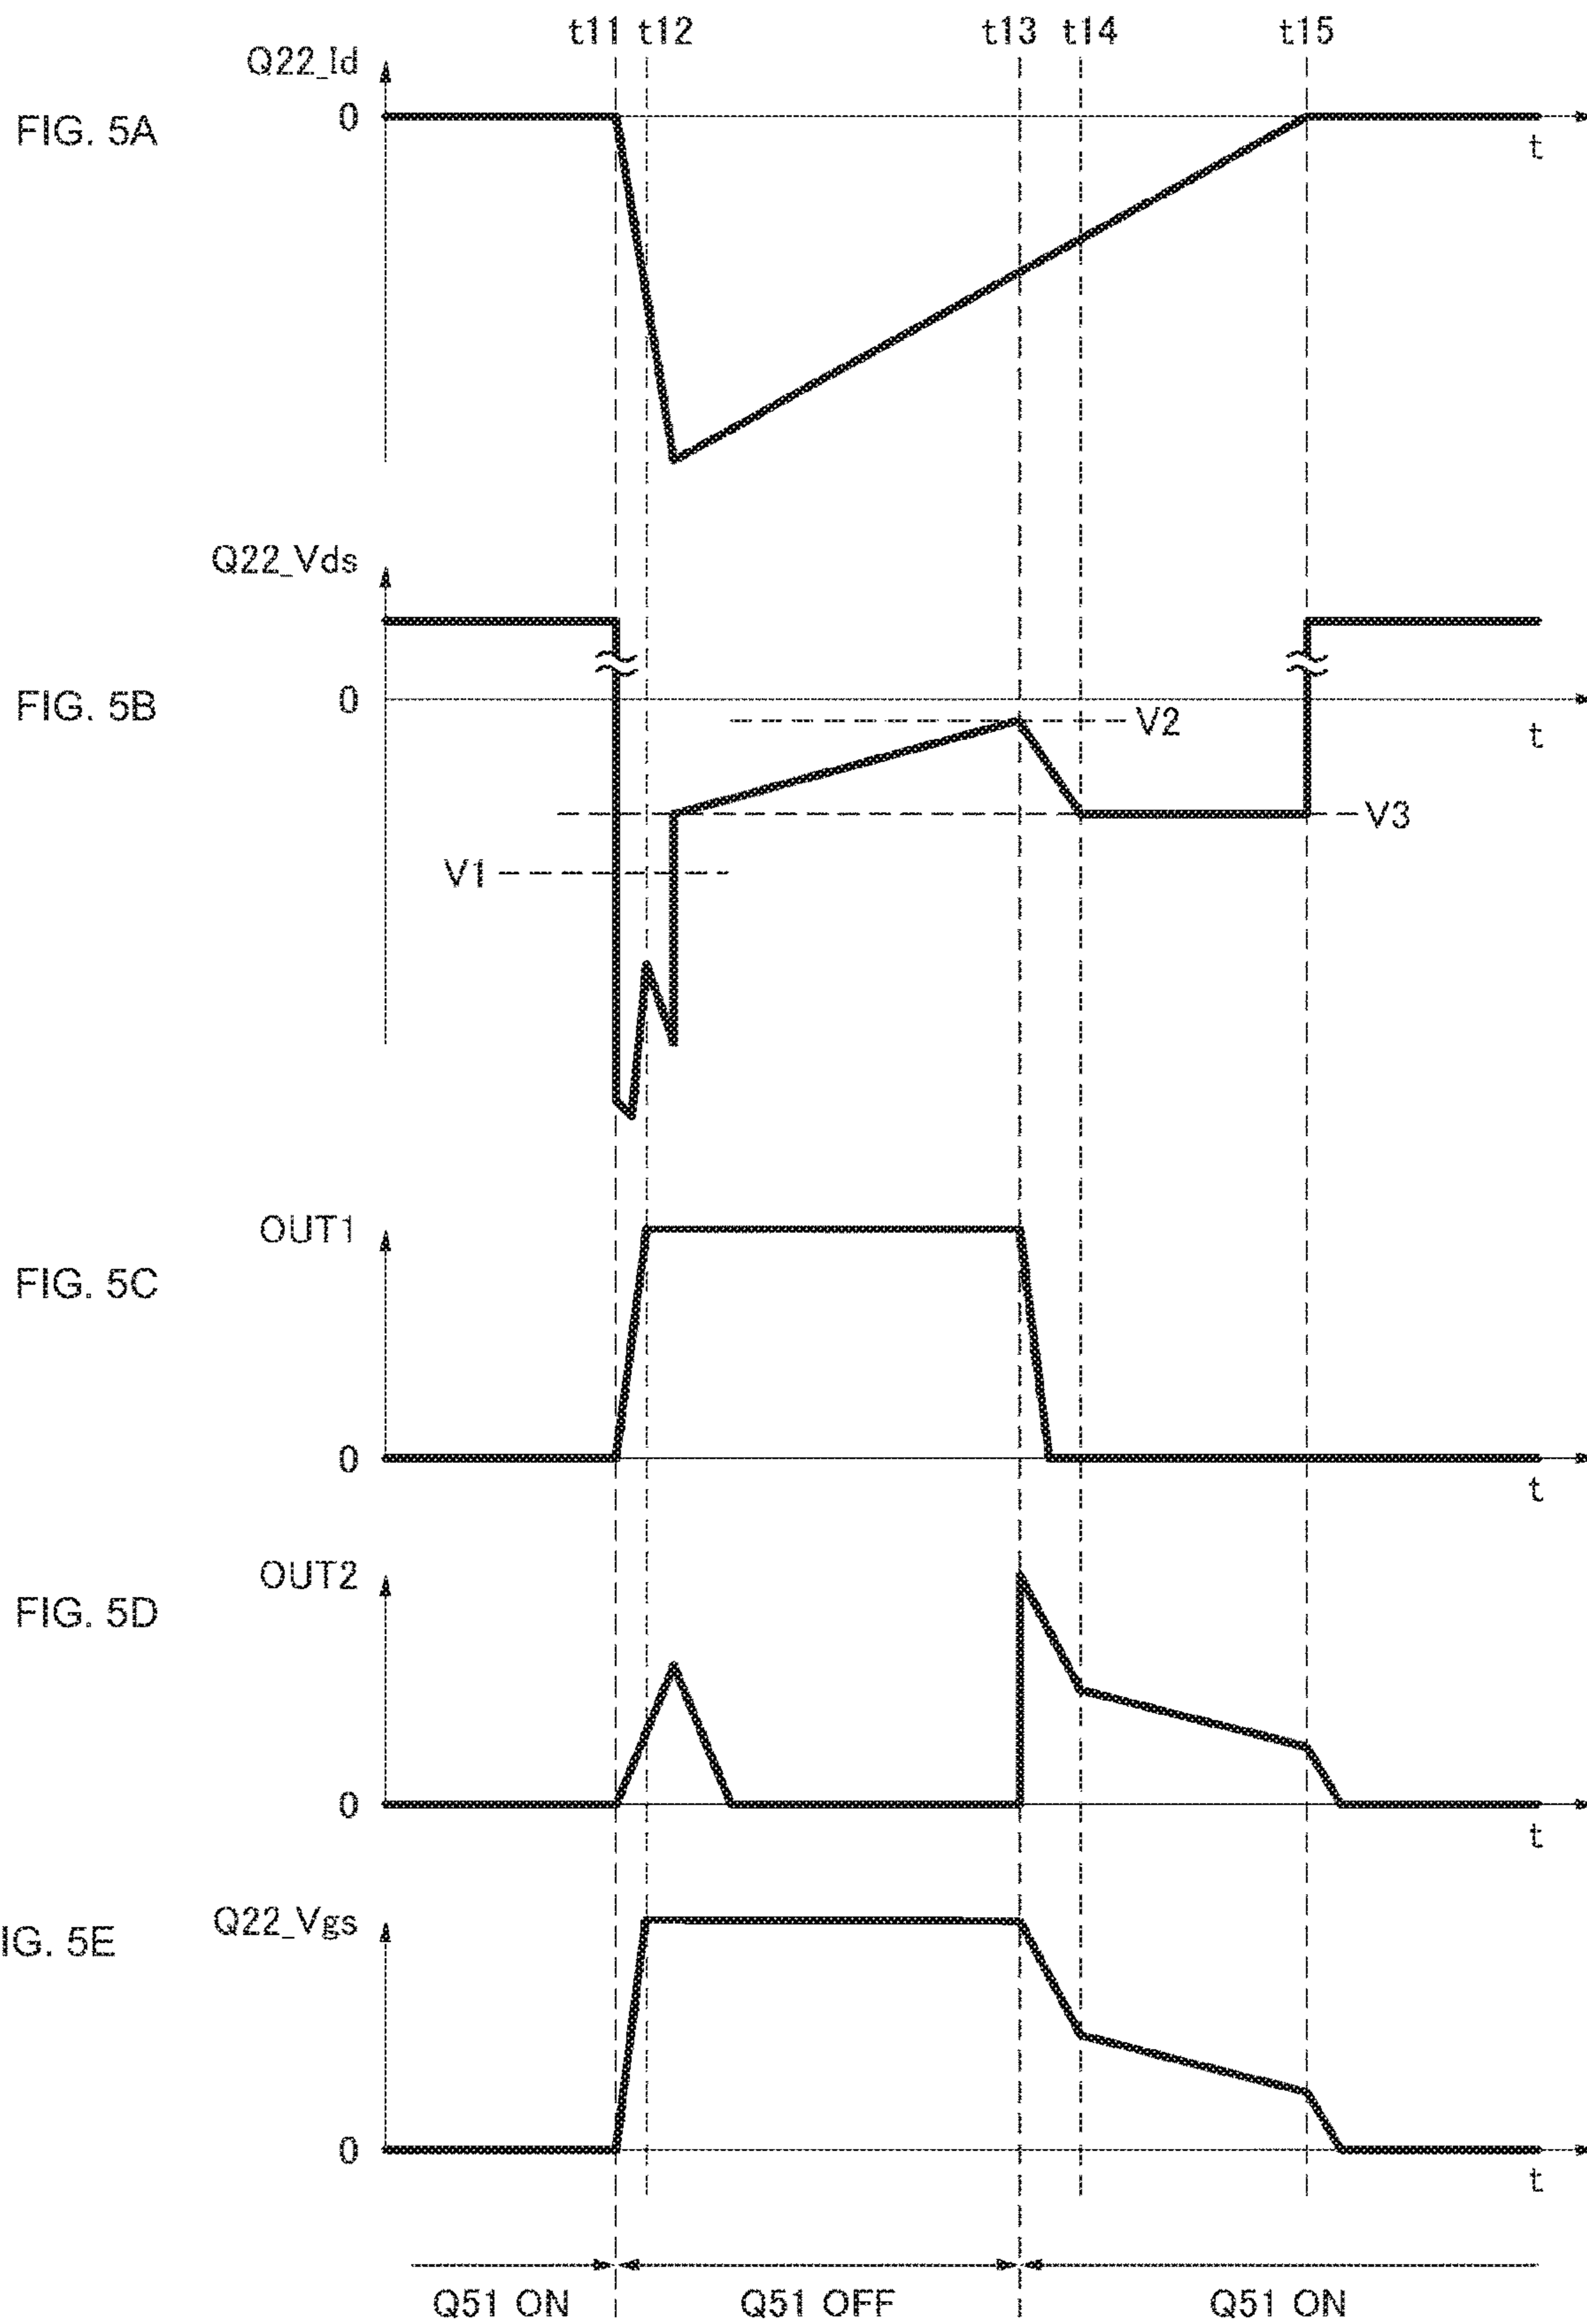 t11 t12 t13 t14 t15
Q22_Id
0
FIG. 5A
t
Q22_Vds
0
FIG. 5B
V2
t
V3
V1
OUT1
FIG. 5C
0
t
OUT2
FIG. 5D
0
t
Q22_Vgs
IG. 5E
0
t
Q51 ON Q51 OFF Q51 ON